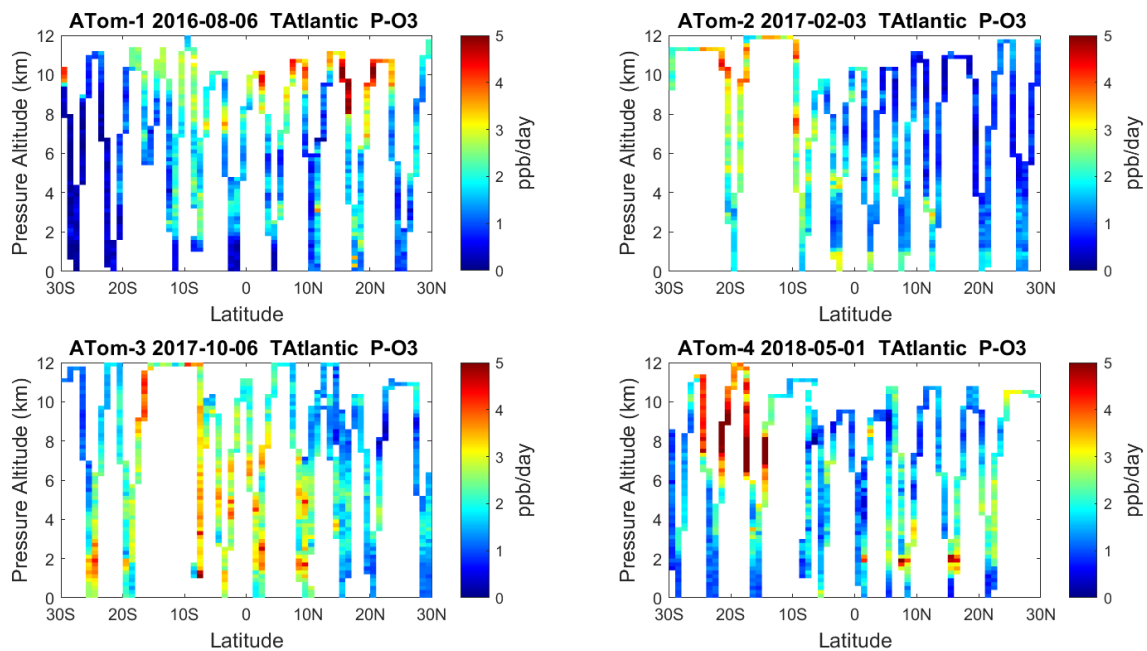 ATom-1 2016-08-06 TAtlantic P-O3
12
10
8
6
4
2
0
Pressure Altitude (km)
30S 20S 10S 0 10N 20N 30N
Latitude
5
4
3
2
1
0
ppb/day
ATom-2 2017-02-03 TAtlantic P-O3
12
10
8
6
4
2
0
Pressure Altitude (km)
30S 20S 10S 0 10N 20N 30N
Latitude
5
4
3
2
1
0
ppb/day
ATom-3 2017-10-06 TAtlantic P-O3
12
10
8
6
4
2
0
Pressure Altitude (km)
30S 20S 10S 0 10N 20N 30N
Latitude
5
4
3
2
1
0
ppb/day
ATom-4 2018-05-01 TAtlantic P-O3
12
10
8
6
4
2
0
Pressure Altitude (km)
30S 20S 10S 0 10N 20N 30N
Latitude
5
4
3
2
1
0
ppb/day